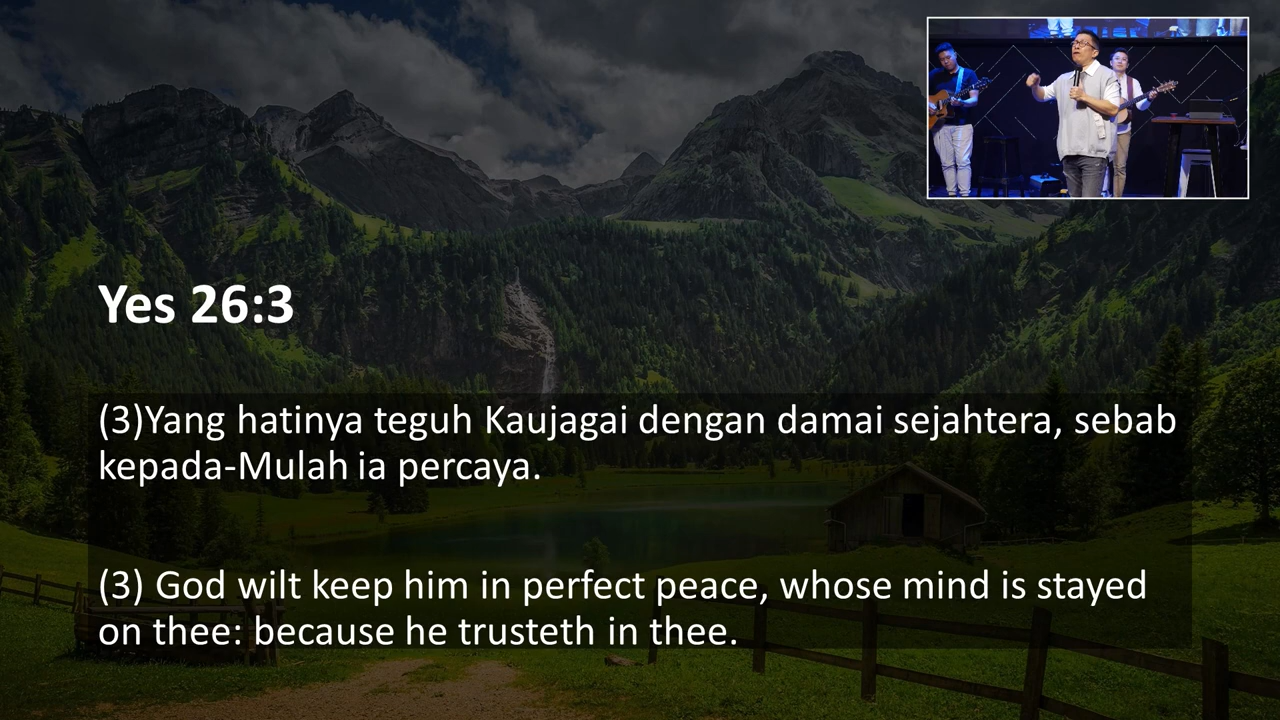 Yes 26:3
(3)Yang hatinya teguh Kaujagai dengan damai sejahtera, sebab
kepada-Mulah ia percaya.
(3) God wilt keep him in perfect peace, whose mind is stayed
on thee: because he trusteth in thee.